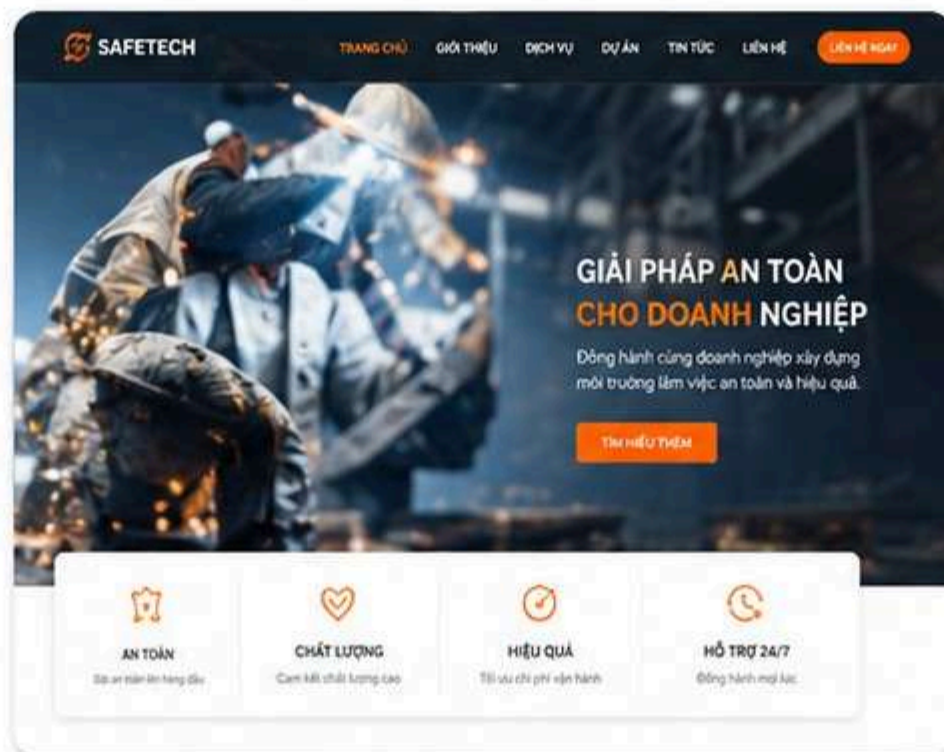 SAFETECH
TRANG CHỦ GIỚI THIỆU DỊCH VỤ DỰ ÁN TIN TỨC LIÊN HỆ LIÊN HỆ NGAY
GIẢI PHÁP AN TOÀN
CHO DOANH NGHIỆP
Đồng hành cùng doanh nghiệp xây dựng
môi trường làm việc an toàn và hiệu quả.
TÌM HIỂU THÊM
AN TOÀN
CHẤT LƯỢNG
Cam kết chất lượng cao
HIỆU QUẢ
Tối ưu chi phí vận hành
HỖ TRỢ 24/7
Đồng hành mọi lúc